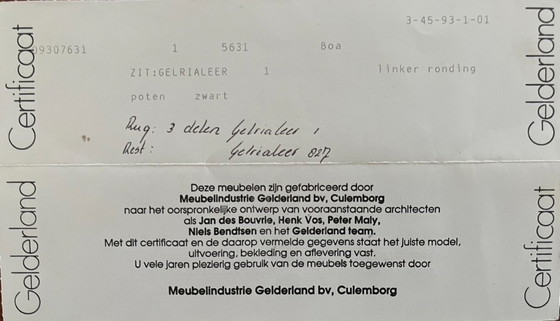 3-45-93-1-01
09307631 1 5631 Boa
ZIT:GELRIALEER 1 linker ronding
poten zwart
Rug: 3 delen Gelrialeer 1
Rest: Gelrialeer 827
Certificaat
Gelderland
Gelderland
Certificaat
Deze meubelen zijn gefabriceerd door
Meubelindustrie Gelderland bv, Culemborg
naar het oorspronkelijke ontwerp van vooraanstaande architecten
als Jan des Bouvrie, Henk Vos, Peter Maly,
Niels Bendtsen en het Gelderland team.
Met dit certificaat en de daarop vermelde gegevens staat het juiste model,
uitvoering, bekleding en aflevering vast.
U vele jaren plezierig gebruik van de meubels toegewenst door
Meubelindustrie Gelderland bv, Culemborg